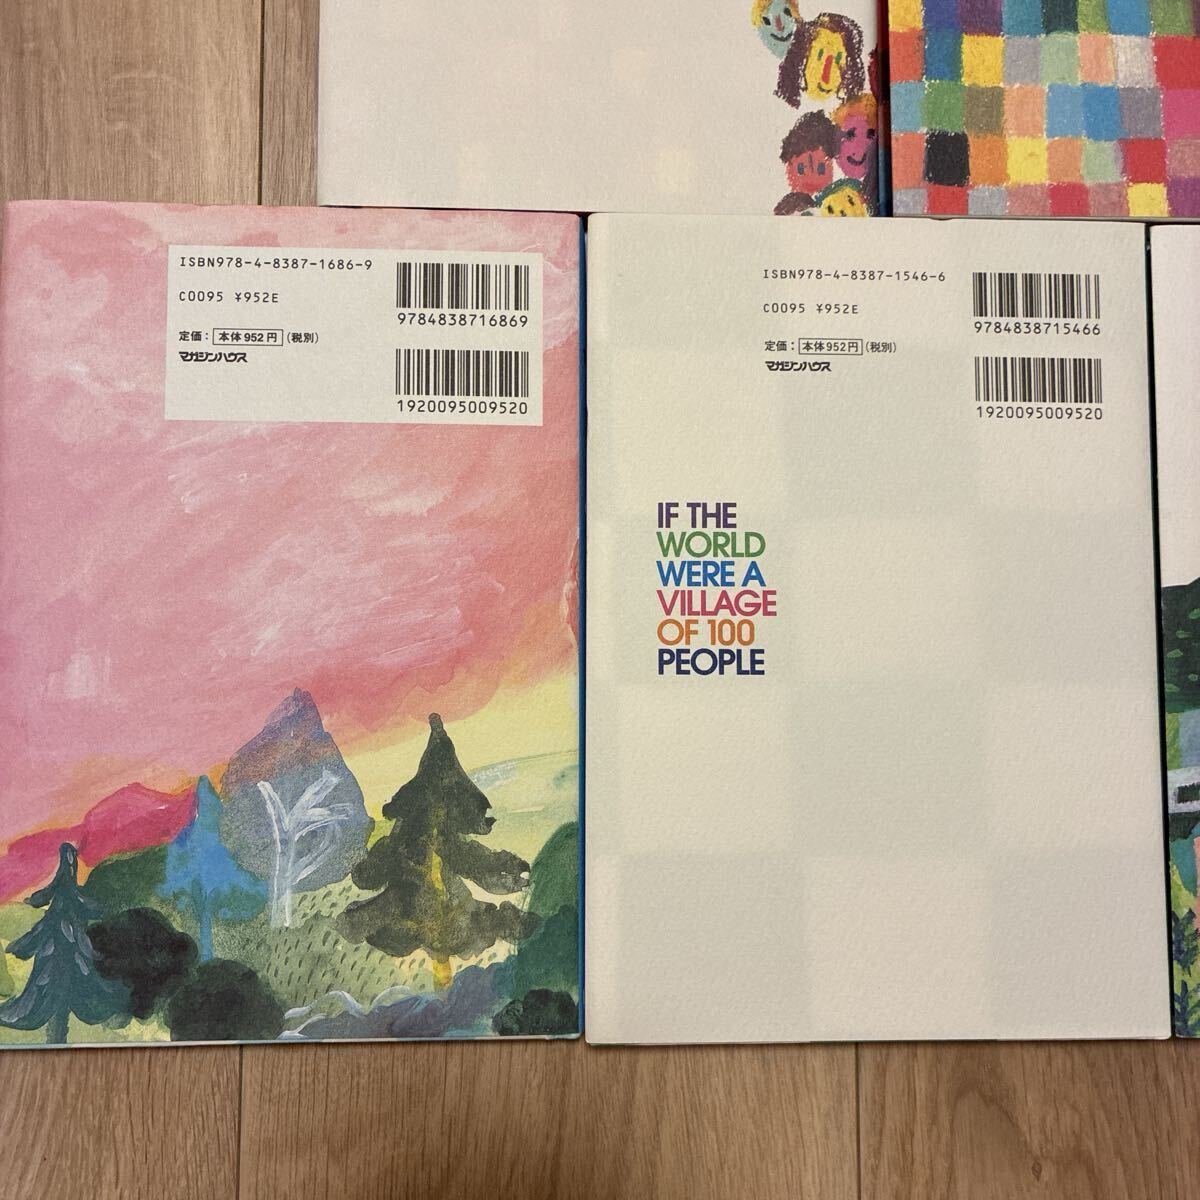 ISBN978-4-8387-1686-9
C0095 ¥952E
定価：本体952円（税別）
マガジンハウス
9784838716869
1920095009520
ISBN978-4-8387-1546-6
C0095 ¥952E
定価：本体952円（税別）
マガジンハウス
9784838715466
1920095009520
IF THE
WORLD
WERE A
VILLAGE
OF 100
PEOPLE